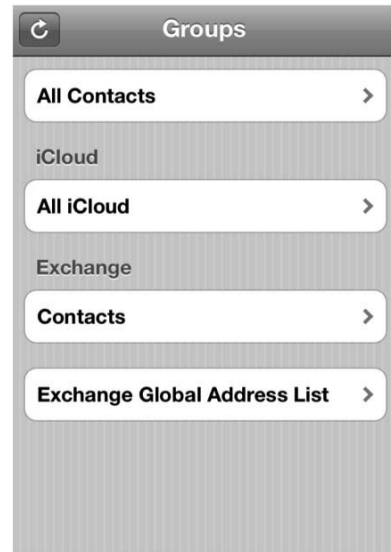 Groups
All Contacts
iCloud
All iCloud
Exchange
Contacts
Exchange Global Address List